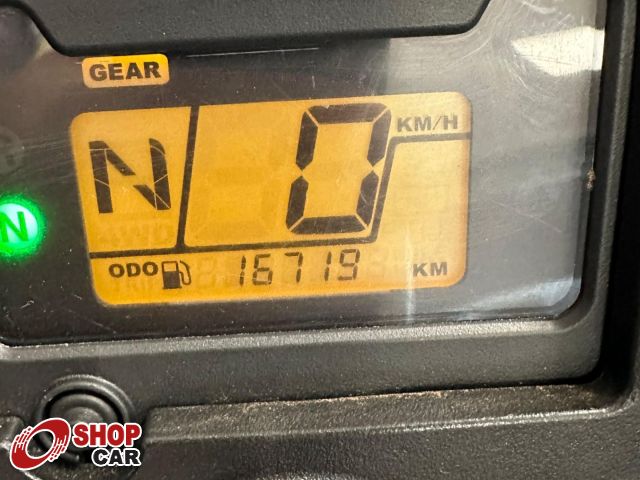 GEAR
N 0 KM/H
N
ODO 16719 KM
SHOP
CAR